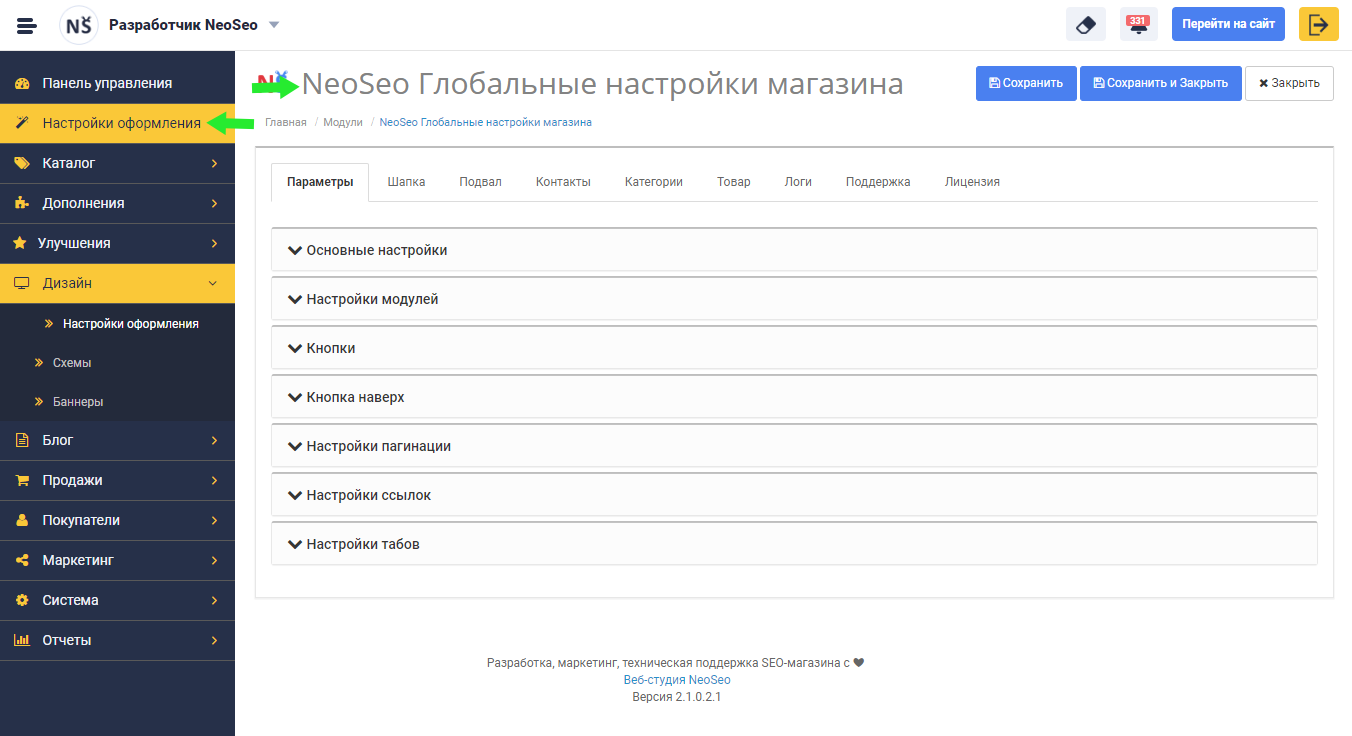 NŠ Разработчик NeoSeo
331
Перейти на сайт
Панель управления
Настройки оформления
Каталог
Дополнения
Улучшения
Дизайн
Настройки оформления
Схемы
Баннеры
Блог
Продажи
Покупатели
Маркетинг
Система
Отчеты
NeoSeo Глобальные настройки магазина
Сохранить
Сохранить и Закрыть
Закрыть
Главная / Модули / NeoSeo Глобальные настройки магазина
Параметры Шапка Подвал Контакты Категории Товар Логи Поддержка Лицензия
Основные настройки
Настройки модулей
Кнопки
Кнопка наверх
Настройки пагинации
Настройки ссылок
Настройки табов
Разработка, маркетинг, техническая поддержка SEO-магазина с
Веб-студия NeoSeo
Версия 2.1.0.2.1